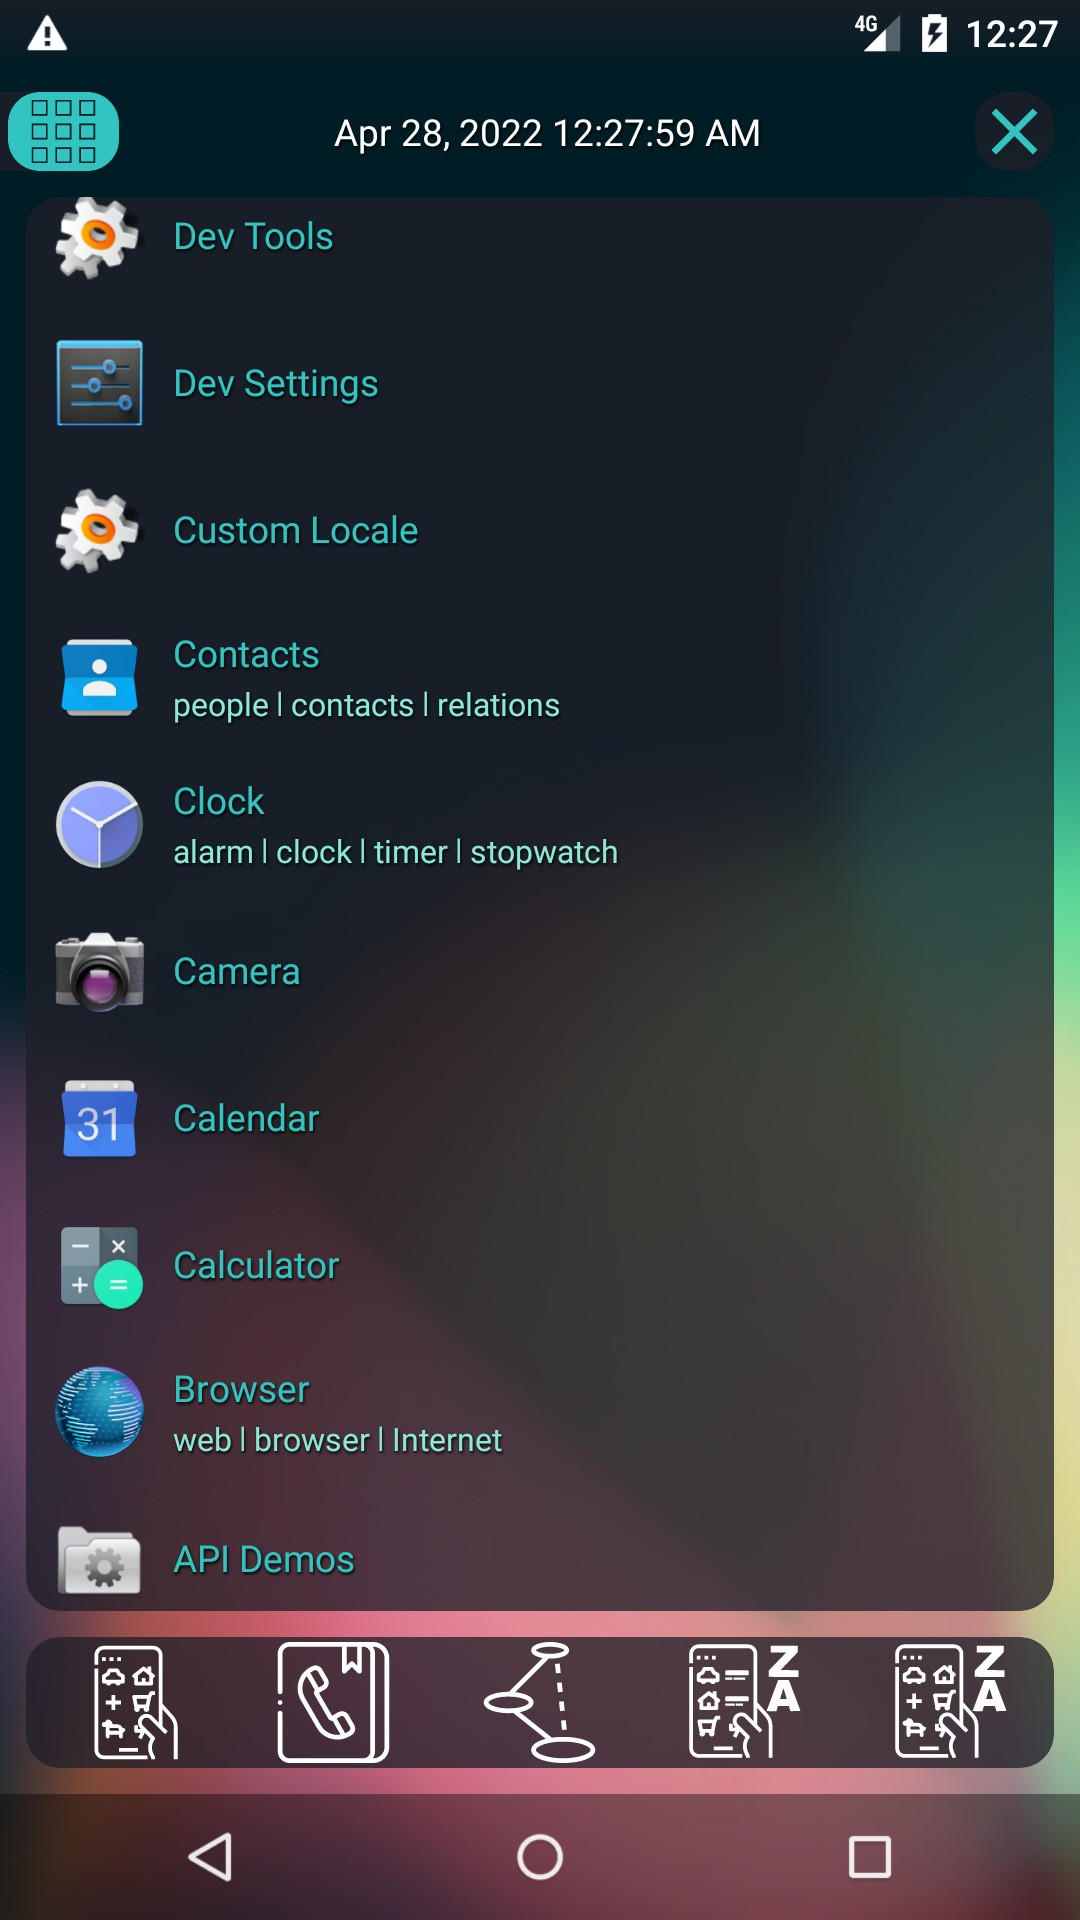 4G 12:27
Apr 28, 2022 12:27:59 AM
Dev Tools
Dev Settings
Custom Locale
Contacts
people | contacts | relations
Clock
alarm | clock | timer | stopwatch
Camera
31
Calendar
Calculator
Browser
web | browser | Internet
API Demos
Z
A
Z
A